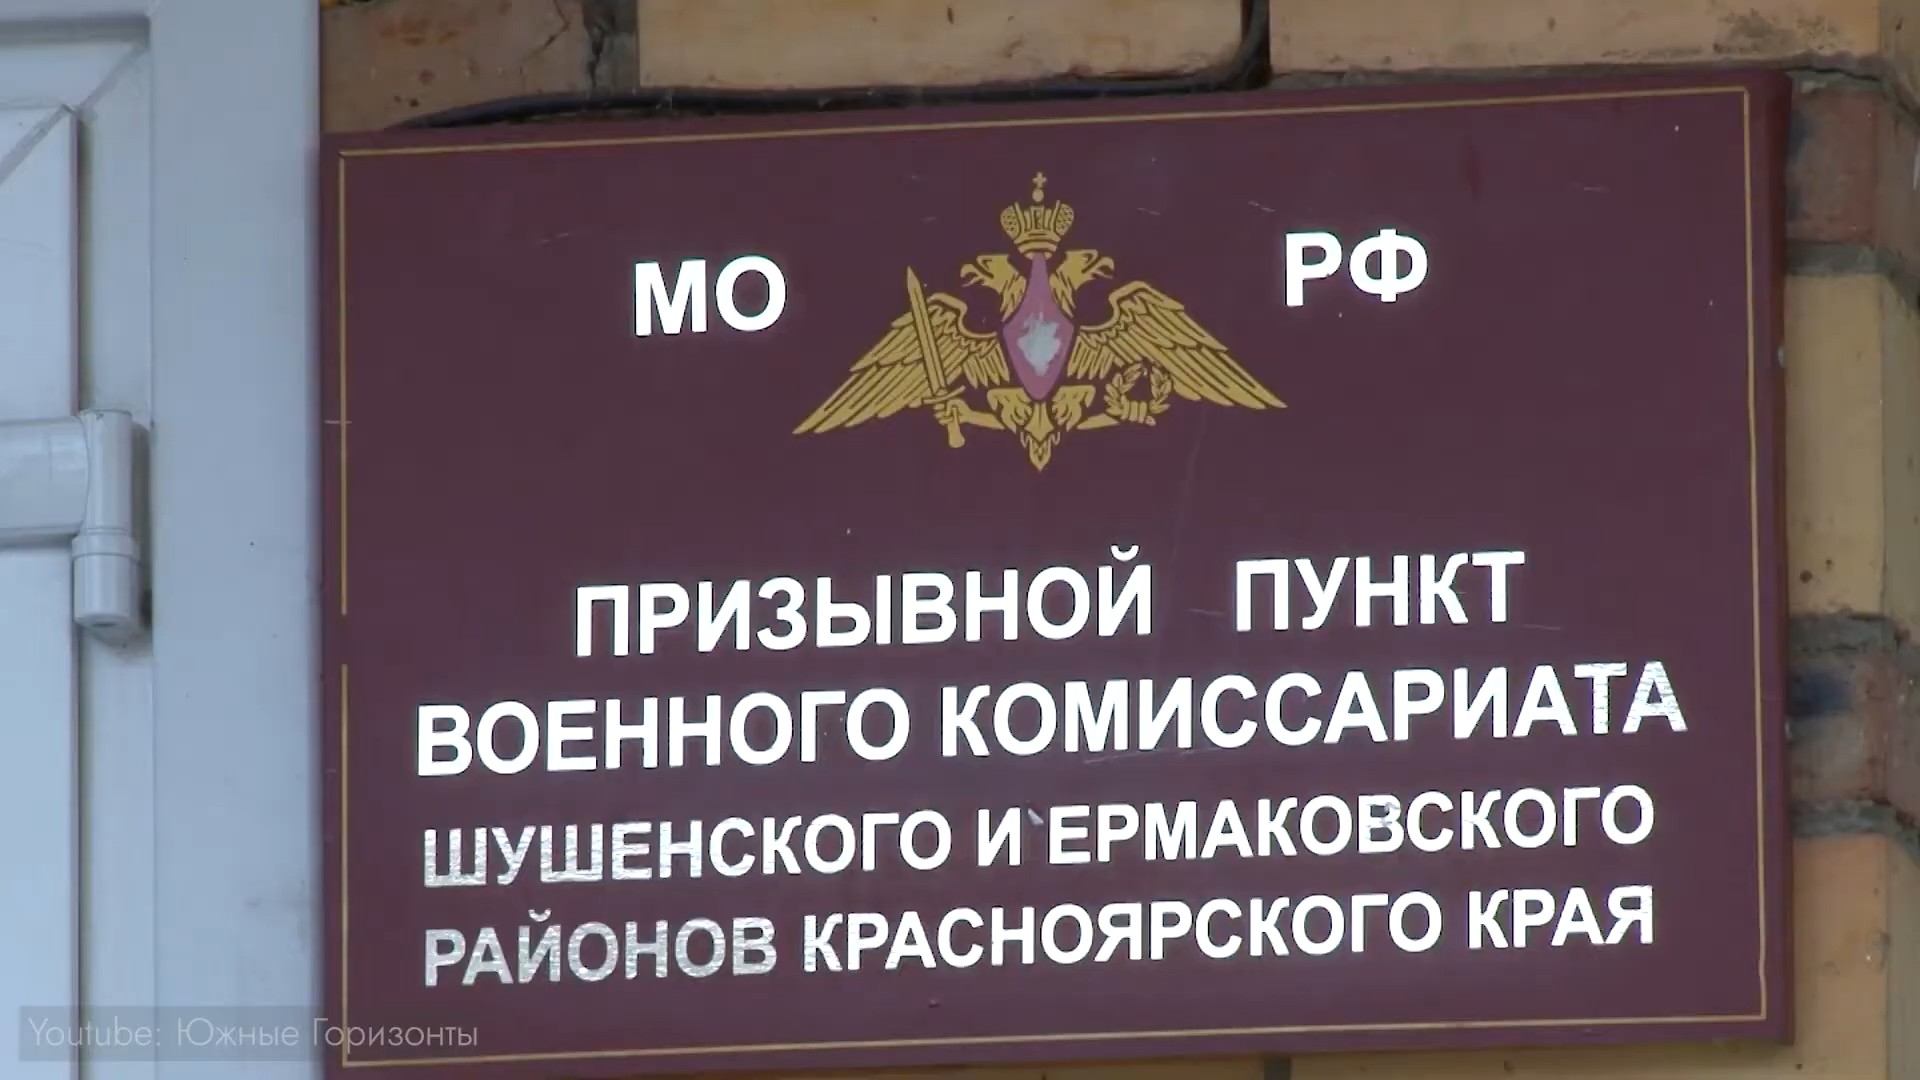 МО РФ
ПРИЗЫВНОЙ ПУНКТ
ВОЕННОГО КОМИССАРИАТА
ШУШЕНСКОГО И ЕРМАКОВСКОГО
РАЙОНОВ КРАСНОЯРСКОГО КРАЯ
Youtube: Южные Горизонты